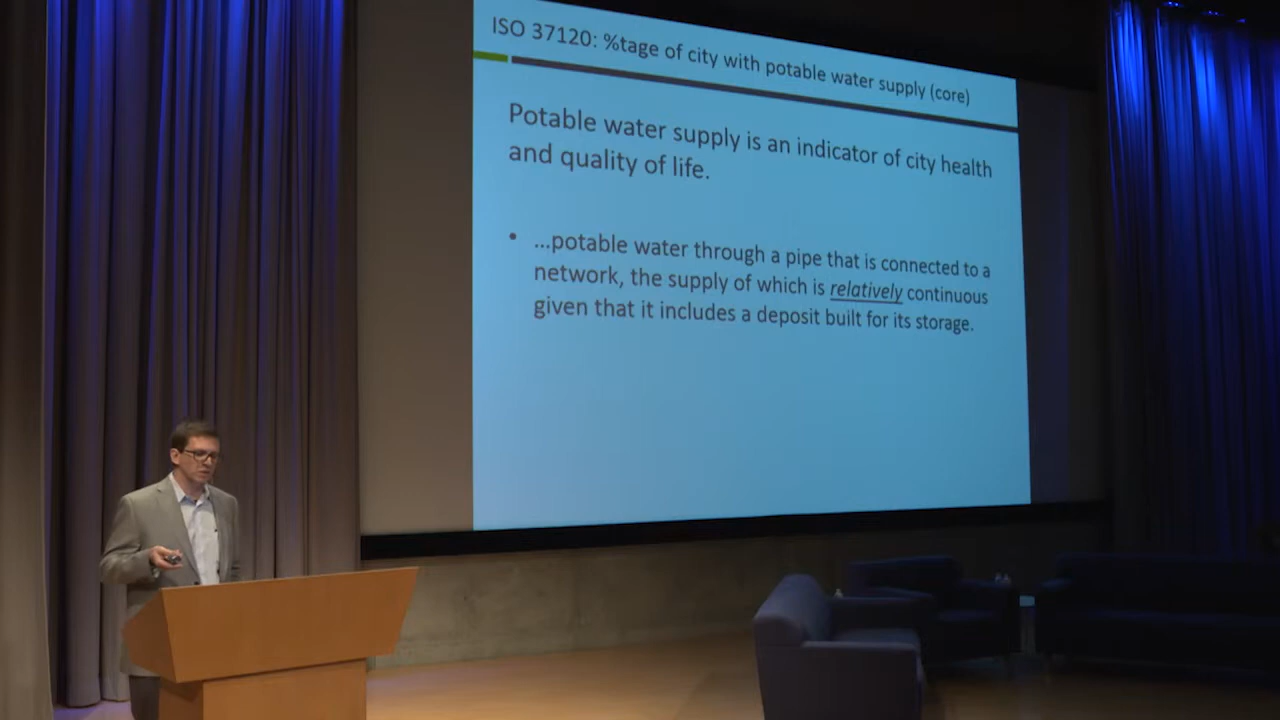 ISO 37120: %tage of city with potable water supply (core)
Potable water supply is an indicator of city health
and quality of life.
• ...potable water through a pipe that is connected to a
network, the supply of which is relatively continuous
given that it includes a deposit built for its storage.